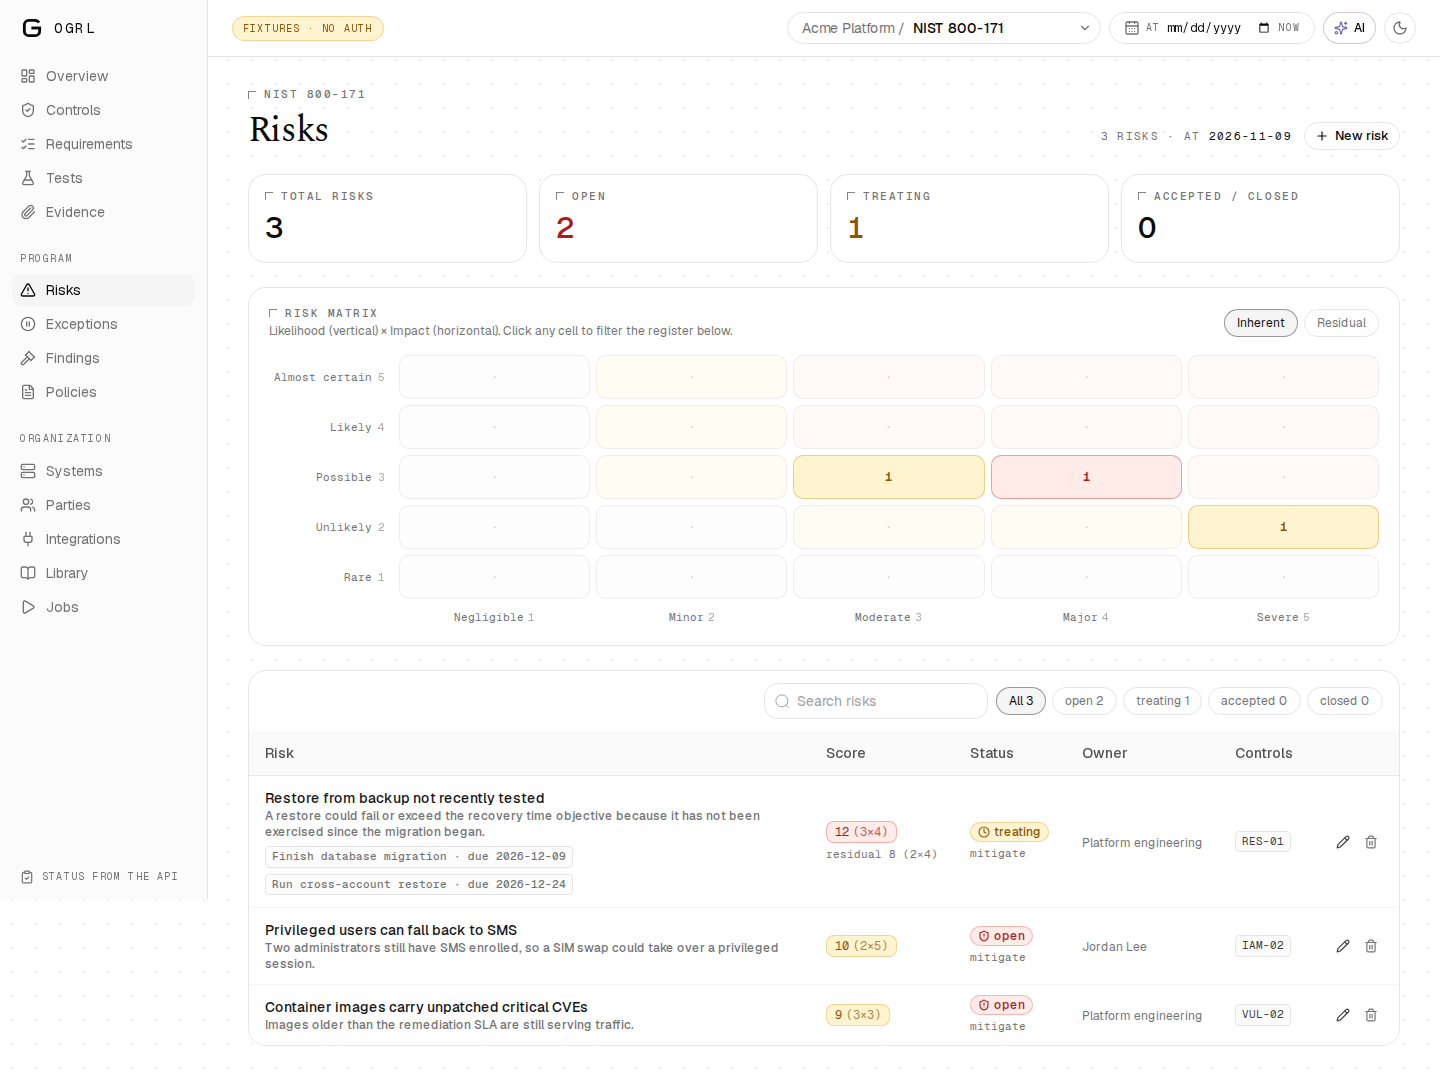 OGRL
FIXTURES · NO AUTH
Acme Platform / NIST 800-171
AT mm/dd/yyyy NOW
AI
Overview
Controls
Requirements
Tests
Evidence
PROGRAM
Risks
Exceptions
Findings
Policies
ORGANIZATION
Systems
Parties
Integrations
Library
Jobs
STATUS FROM THE API
NIST 800-171
Risks
3 RISKS · AT 2026-11-09
New risk
TOTAL RISKS
3
OPEN
2
TREATING
1
ACCEPTED / CLOSED
0
RISK MATRIX
Likelihood (vertical) × Impact (horizontal). Click any cell to filter the register below.
Inherent
Residual
Almost certain 5 · · · · ·
Likely 4 · · · · ·
Possible 3 · · 1 1 ·
Unlikely 2 · · · · 1
Rare 1 · · · · ·
Negligible 1 Minor 2 Moderate 3 Major 4 Severe 5
Search risks
All 3
open 2
treating 1
accepted 0
closed 0
Risk Score Status Owner Controls
Restore from backup not recently tested
A restore could fail or exceed the recovery time objective because it has not been
exercised since the migration began.
Finish database migration · due 2026-12-09
Run cross-account restore · due 2026-12-24
12 (3×4)
residual 8 (2×4)
treating
mitigate
Platform engineering
RES-01
Privileged users can fall back to SMS
Two administrators still have SMS enrolled, so a SIM swap could take over a privileged
session.
10 (2×5)
open
mitigate
Jordan Lee
IAM-02
Container images carry unpatched critical CVEs
Images older than the remediation SLA are still serving traffic.
9 (3×3)
open
mitigate
Platform engineering
VUL-02